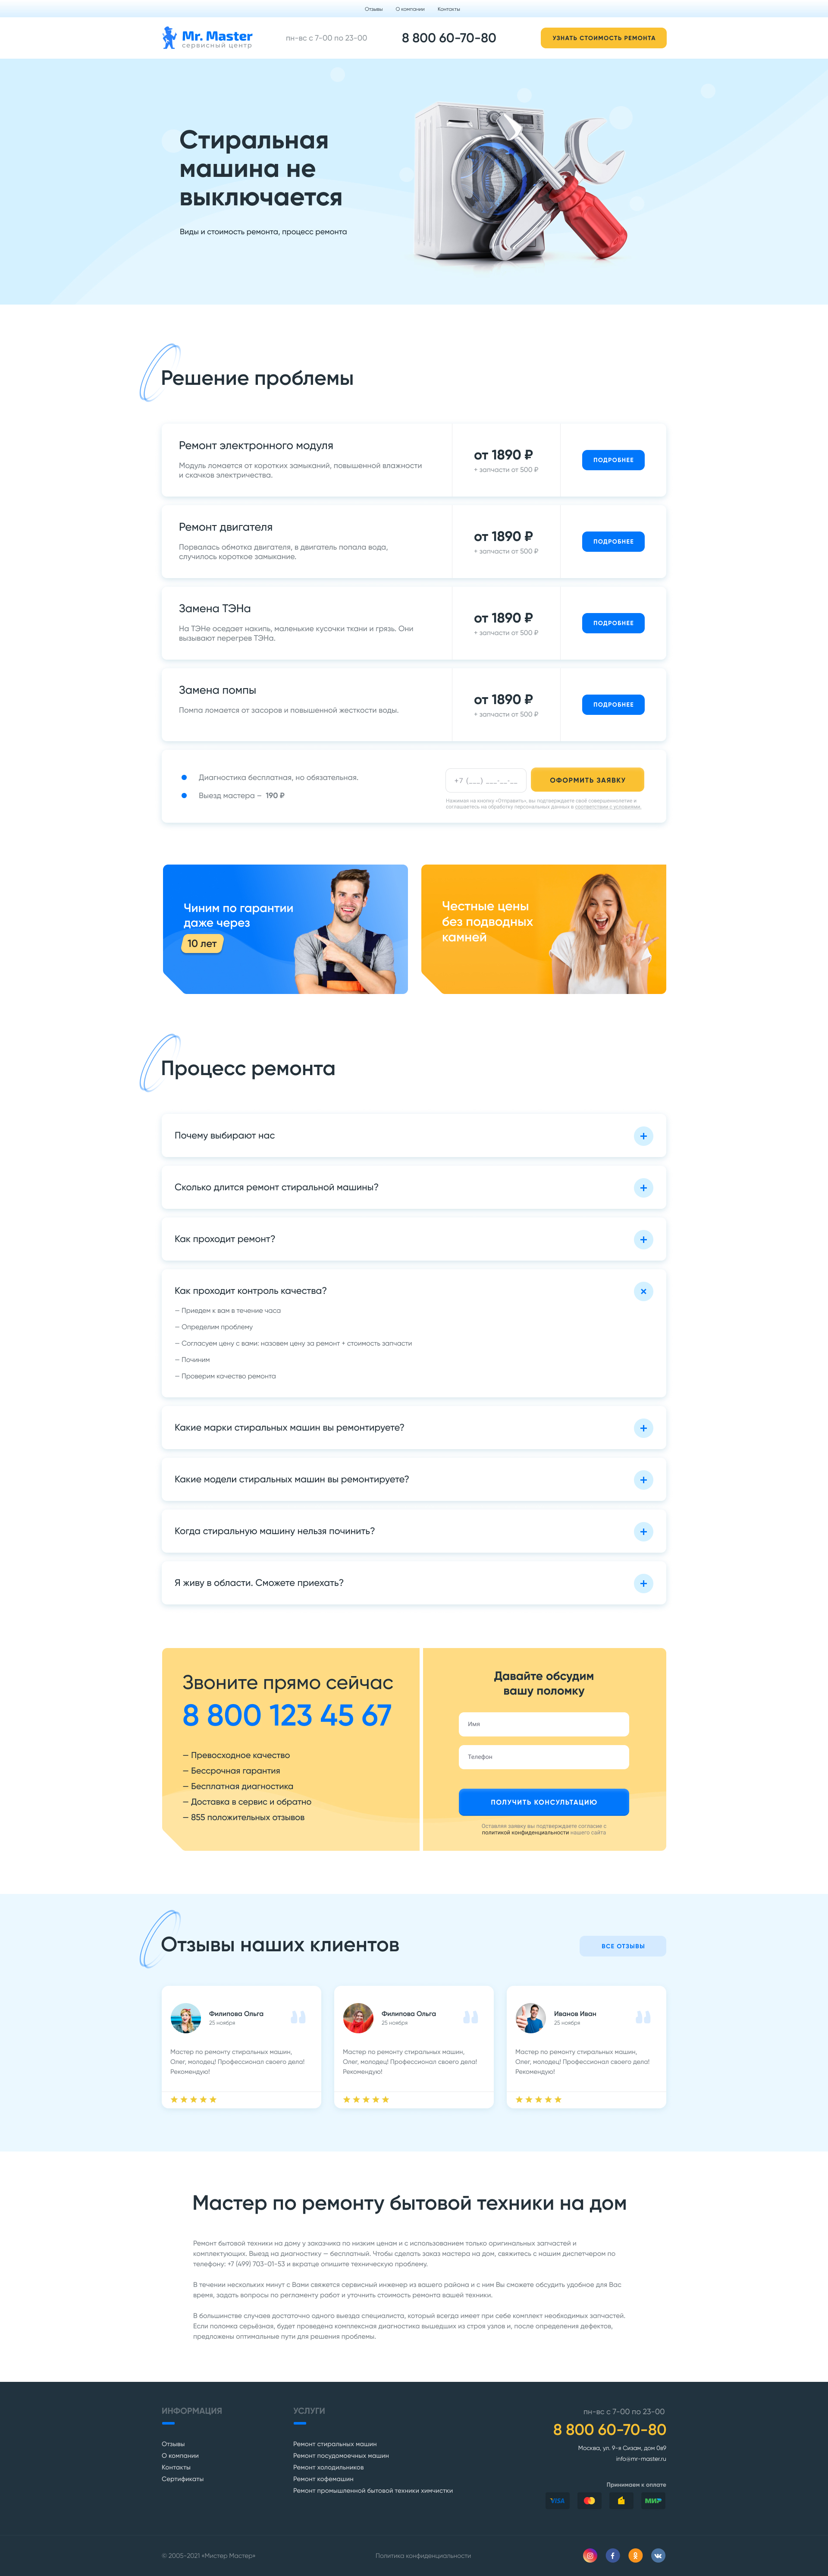 Отзывы О компании Контакты
Mr. Master
сервисный центр
пн-вс с 7-00 по 23-00
8 800 60-70-80
УЗНАТЬ СТОИМОСТЬ РЕМОНТА
Стиральная
машина не
выключается
Виды и стоимость ремонта, процесс ремонта
Решение проблемы
Ремонт электронного модуля
Модуль ломается от коротких замыканий, повышенной влажности
и скачков электричества.
от 1890 ₽
+ запчасти от 500 ₽
ПОДРОБНЕЕ
Ремонт двигателя
Порвалась обмотка двигателя, в двигатель попала вода,
случилось короткое замыкание.
от 1890 ₽
+ запчасти от 500 ₽
ПОДРОБНЕЕ
Замена ТЭНа
На ТЭНе оседает накипь, маленькие кусочки ткани и грязь. Они
вызывают перегрев ТЭНа.
от 1890 ₽
+ запчасти от 500 ₽
ПОДРОБНЕЕ
Замена помпы
Помпа ломается от засоров и повышенной жесткости воды.
от 1890 ₽
+ запчасти от 500 ₽
ПОДРОБНЕЕ
Диагностика бесплатная, но обязательная.
Выезд мастера – 190 ₽
+7 (___) ___-__-__
ОФОРМИТЬ ЗАЯВКУ
Нажимая на кнопку «Отправить», вы подтверждаете своё совершеннолетие и
соглашаетесь на обработку персональных данных в соответствии с условиями.
Чиним по гарантии
даже через
10 лет
Честные цены
без подводных
камней
Процесс ремонта
Почему выбирают нас
Сколько длится ремонт стиральной машины?
Как проходит ремонт?
Как проходит контроль качества?
— Приедем к вам в течение часа
— Определим проблему
— Согласуем цену с вами: назовем цену за ремонт + стоимость запчасти
— Починим
— Проверим качество ремонта
Какие марки стиральных машин вы ремонтируете?
Какие модели стиральных машин вы ремонтируете?
Когда стиральную машину нельзя починить?
Я живу в области. Сможете приехать?
Звоните прямо сейчас
8 800 123 45 67
— Превосходное качество
— Бессрочная гарантия
— Бесплатная диагностика
— Доставка в сервис и обратно
— 855 положительных отзывов
Давайте обсудим
вашу поломку
Имя
Телефон
ПОЛУЧИТЬ КОНСУЛЬТАЦИЮ
Оставляя заявку вы подтверждаете согласие с
политикой конфиденциальности нашего сайта
Отзывы наших клиентов
ВСЕ ОТЗЫВЫ
Филипова Ольга
25 ноября
Мастер по ремонту стиральных машин,
Олег, молодец! Профессионал своего дела!
Рекомендую!
Филипова Ольга
25 ноября
Мастер по ремонту стиральных машин,
Олег, молодец! Профессионал своего дела!
Рекомендую!
Иванов Иван
25 ноября
Мастер по ремонту стиральных машин,
Олег, молодец! Профессионал своего дела!
Рекомендую!
Мастер по ремонту бытовой техники на дом
Ремонт бытовой техники на дому у заказчика по низким ценам и с использованием только оригинальных запчастей и
комплектующих. Выезд на диагностику — бесплатный. Чтобы сделать заказ мастера на дом, свяжитесь с нашим диспетчером по
телефону: +7 (499) 703-01-53 и вкратце опишите техническую проблему.
В течении нескольких минут с Вами свяжется сервисный инженер из вашего района и с ним Вы сможете обсудить удобное для Вас
время, задать вопросы по регламенту работ и уточнить стоимость ремонта вашей техники.
В большинстве случаев достаточно одного выезда специалиста, который всегда имеет при себе комплект необходимых запчастей.
Если поломка серьёзная, будет проведена комплексная диагностика вышедших из строя узлов и, после определения дефектов,
предложены оптимальные пути для решения проблемы.
ИНФОРМАЦИЯ
Отзывы
О компании
Контакты
Сертификаты
УСЛУГИ
Ремонт стиральных машин
Ремонт посудомоечных машин
Ремонт холодильников
Ремонт кофемашин
Ремонт промышленной бытовой техники химчистки
пн-вс с 7-00 по 23-00
8 800 60-70-80
Москва, ул. 9-я Сизам, дом 0в9
info@mr-master.ru
Принимаем к оплате
VISA
МИР
© 2005-2021 «Мистер Мастер»
Политика конфиденциальности